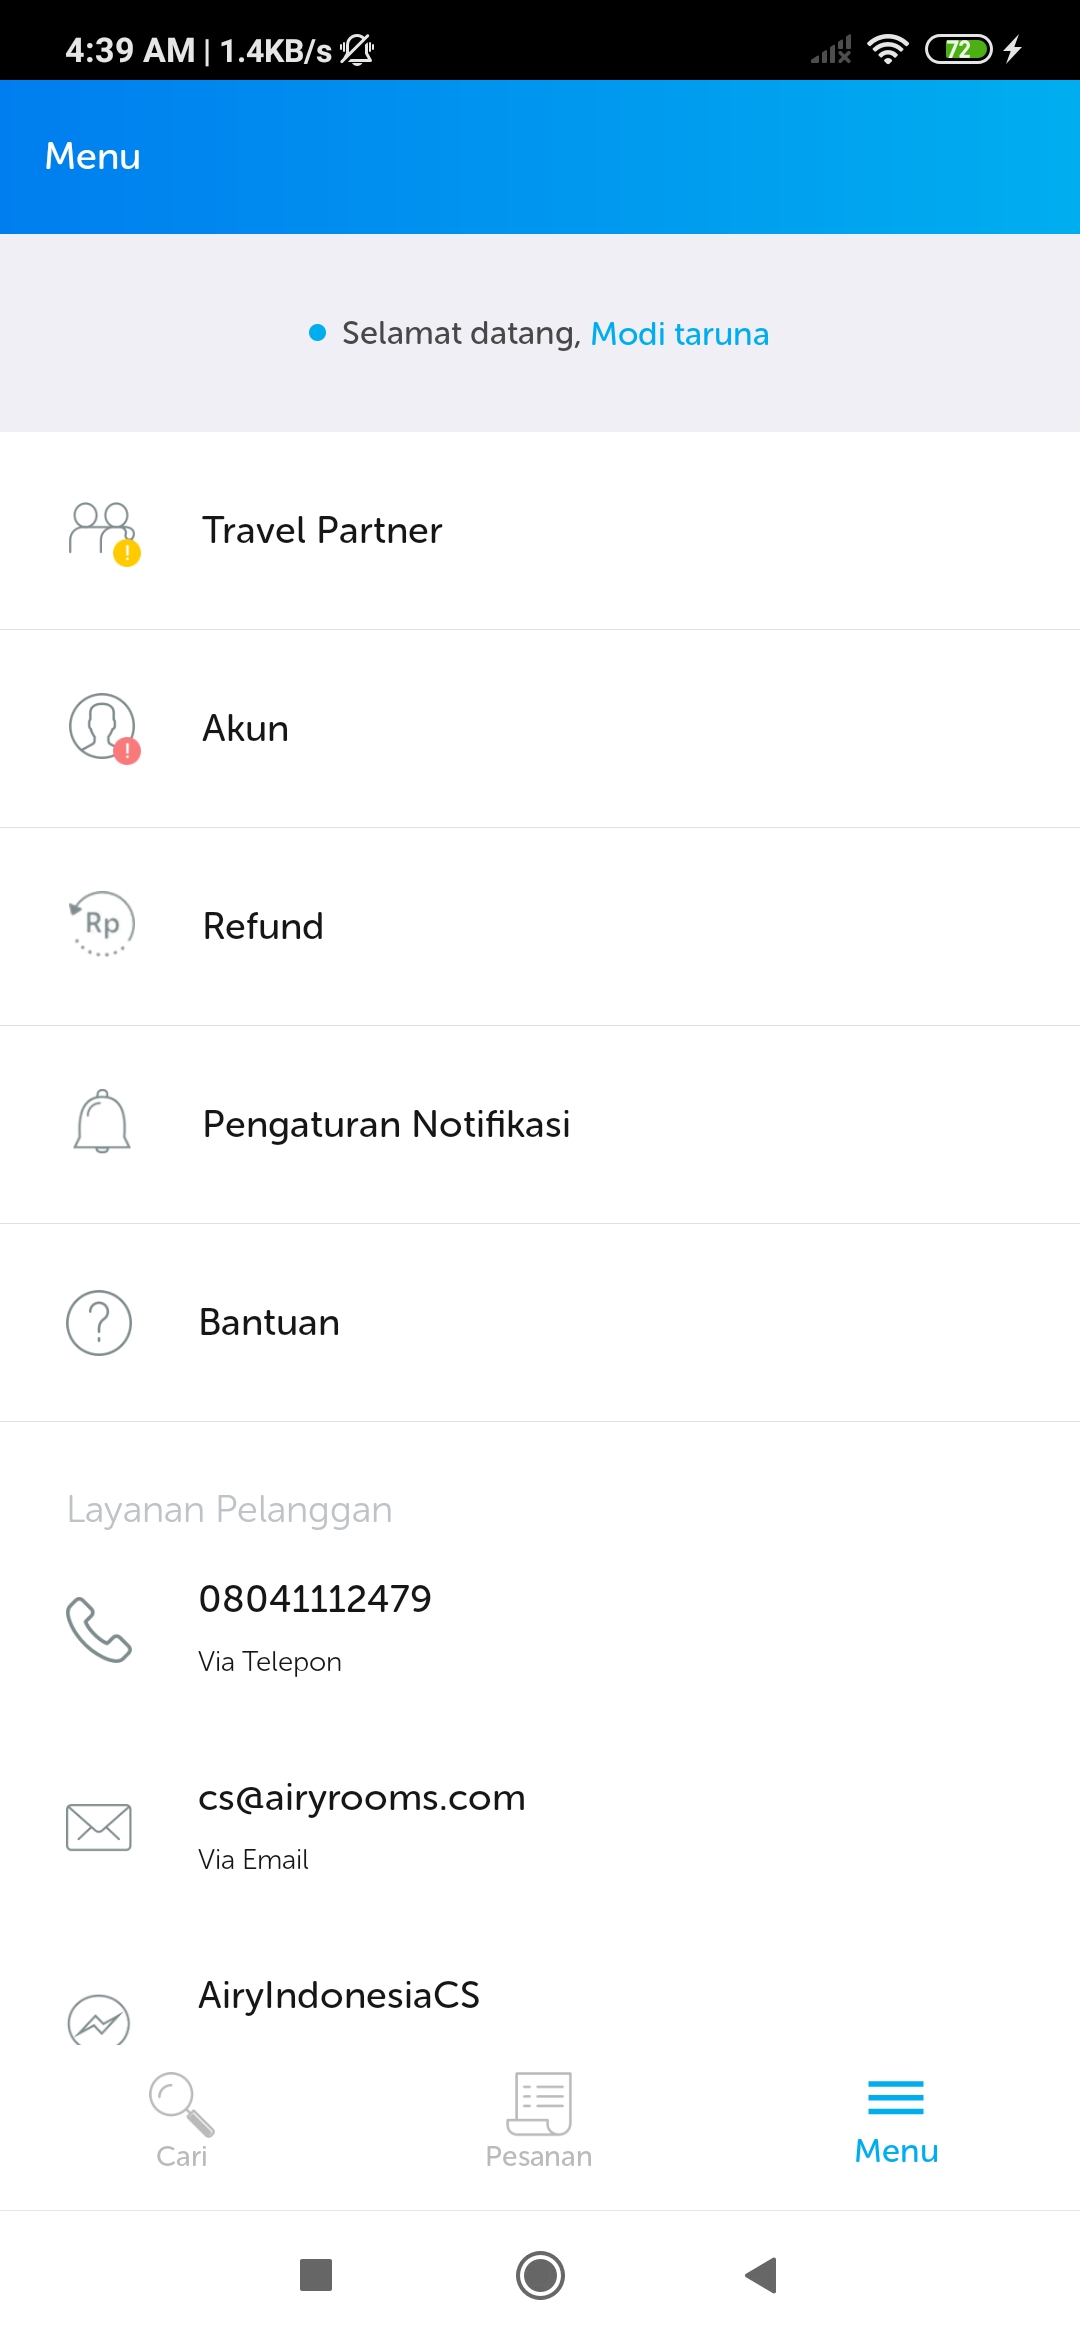 4:39 AM | 1.4KB/s
72
Menu
Selamat datang, Modi taruna
Travel Partner
Akun
Rp
Refund
Pengaturan Notifikasi
Bantuan
Layanan Pelanggan
08041112479
Via Telepon
cs@airyrooms.com
Via Email
AiryIndonesiaCS
Cari
Pesanan
Menu